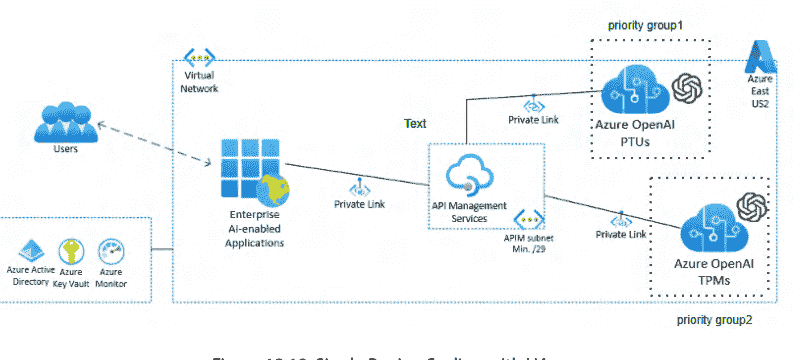 priority group1
Virtual
Network
Azure
East
US2
Private Link
Text
Azure OpenAI
PTUs
Users
Enterprise
AI-enabled
Applications
Private Link
API Management
Services
APIM subnet
Min. /29
Private Link
Azure OpenAI
TPMs
Azure Active
Directory
Azure
Key Vault
Azure
Monitor
priority group2